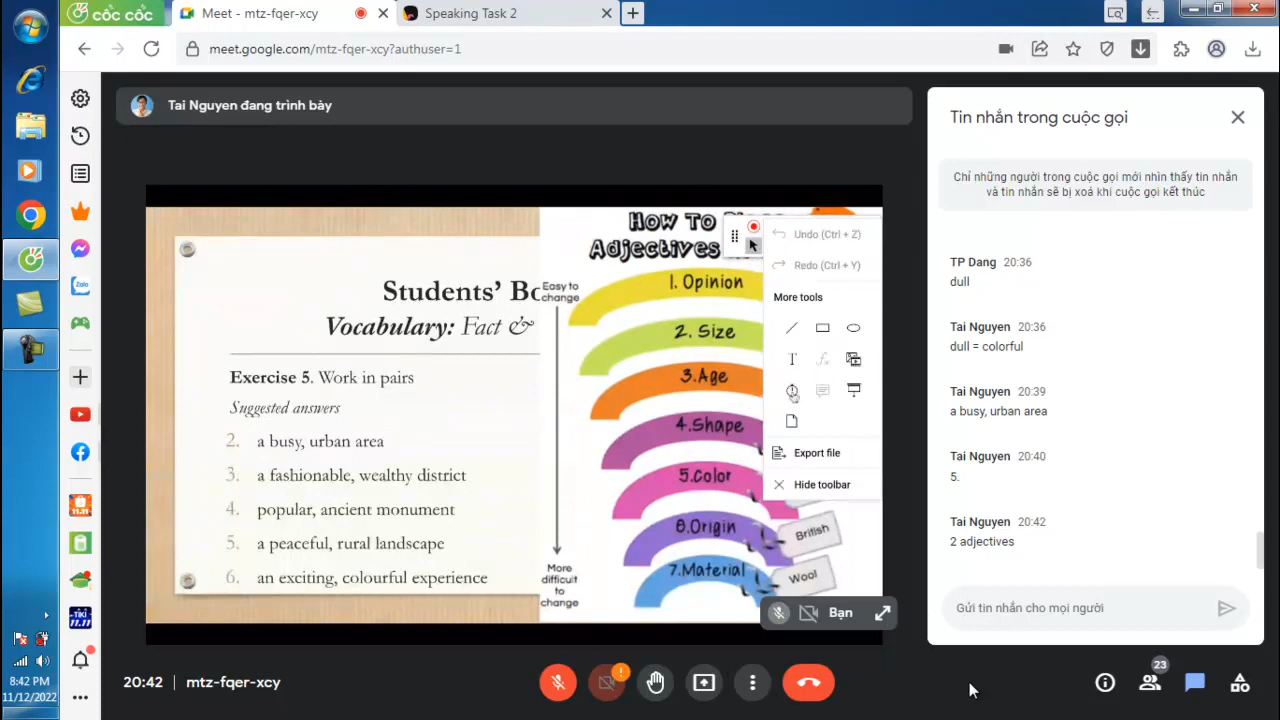 cốc cốc
Meet - mtz-fqer-xcy
Speaking Task 2
meet.google.com/mtz-fqer-xcy?authuser=1
Tai Nguyen đang trình bày
Students' Bo
Vocabulary: Fact &
Exercise 5. Work in pairs
Suggested answers
2. a busy, urban area
3. a fashionable, wealthy district
4. popular, ancient monument
5. a peaceful, rural landscape
6. an exciting, colourful experience
How To
Adjectives
Easy to
change
1. Opinion
2. Size
3.Age
4.Shape
5.Color
6.Origin
7.Material
British
Wool
More
difficult
to
change
Undo (Ctrl + Z)
Redo (Ctrl + Y)
More tools
T
Export file
Hide toolbar
Bạn
Tin nhắn trong cuộc gọi
Chỉ những người trong cuộc gọi mới nhìn thấy tin nhắn
và tin nhắn sẽ bị xoá khi cuộc gọi kết thúc
TP Dang 20:36
dull
Tai Nguyen 20:36
dull = colorful
Tai Nguyen 20:39
a busy, urban area
Tai Nguyen 20:40
5.
Tai Nguyen 20:42
2 adjectives
Gửi tin nhắn cho mọi người
20:42 | mtz-fqer-xcy
23
Zalo
11.11
TIKI
11.11
8:42 PM
11/12/2022